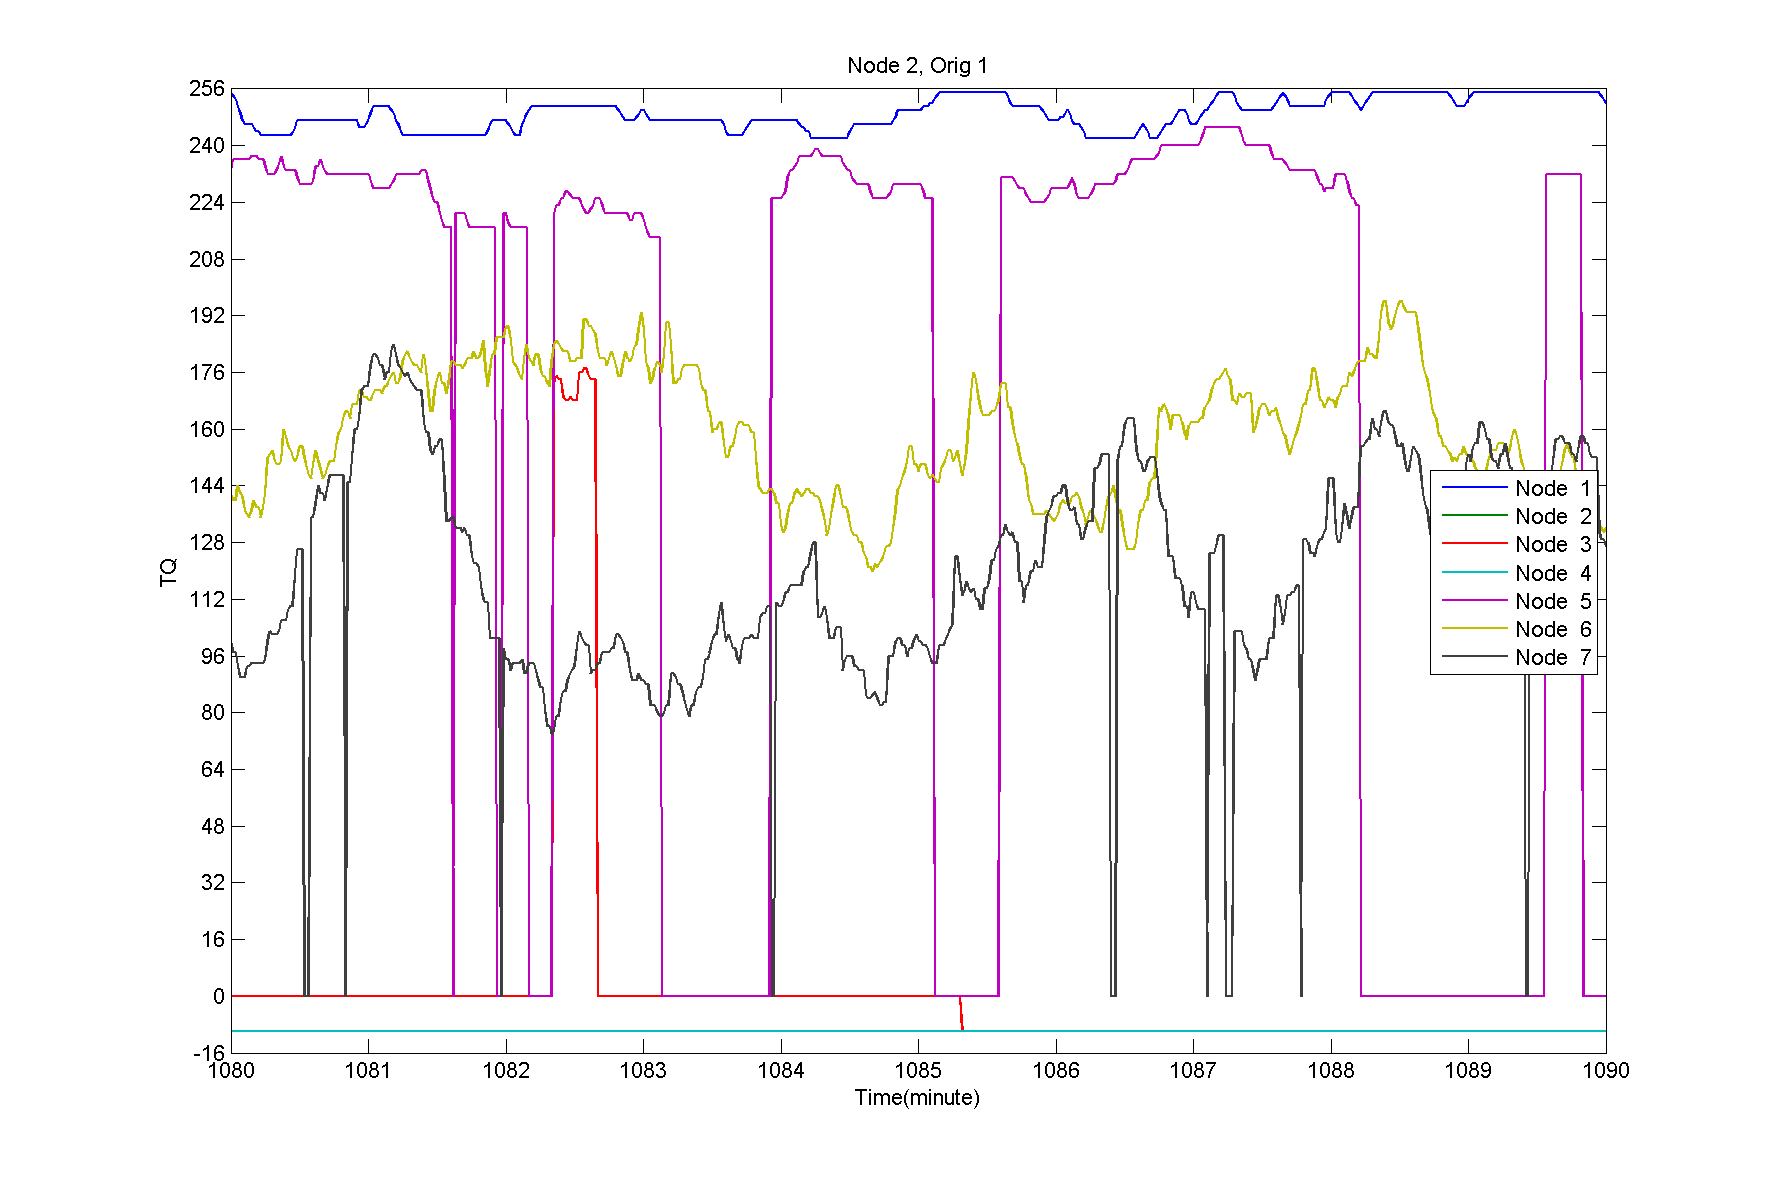 Node 2, Orig 1
256
240
224
208
192
176
160
144
128
112
96
80
64
48
32
16
0
-16
TQ
Node 1
Node 2
Node 3
Node 4
Node 5
Node 6
Node 7
1080 1081 1082 1083 1084 1085 1086 1087 1088 1089 1090
Time(minute)